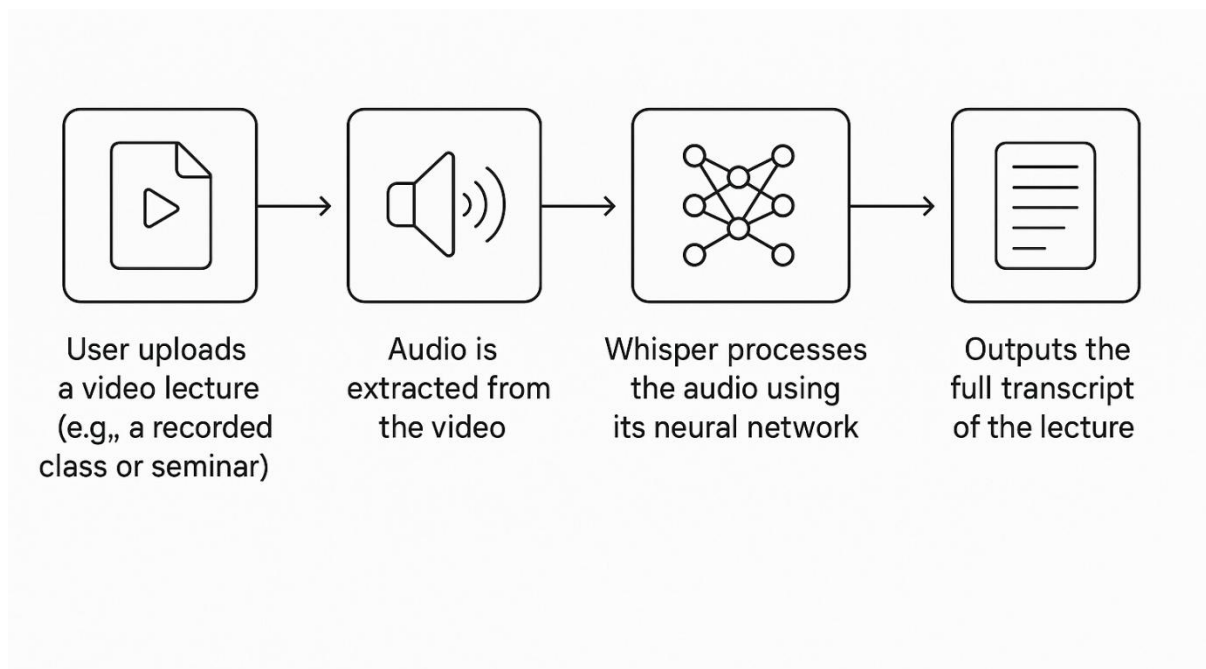 User uploads
a video lecture
(e.g,, a recorded
class or seminar)
Audio is
extracted from
the video
Whisper processes
the audio using
its neural network
Outputs the
full transcript
of the lecture